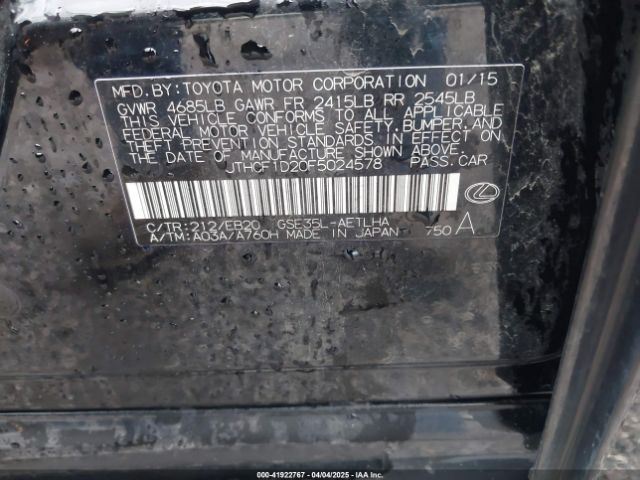 MFD.BY:TOYOTA MOTOR CORPORATION 01/15
GVWR 4685LB GAWR FR 2415LB RR 2545LB
THIS VEHICLE CONFORMS TO ALL APPLICABLE
FEDERAL MOTOR VEHICLE SAFETY,BUMPER,AND
THEFT PREVENTION STANDARDS IN EFFECT ON
THE DATE OF MANUFACTURE SHOWN ABOVE.
JTHCF1D20F5024578 PASS.CAR
C/TR:212/EB20 GSE35L-AETLHA
A/TM:A03A/A760H MADE IN JAPAN 750 A
000-41922767 - 04/04/2025 - IAAI.COM